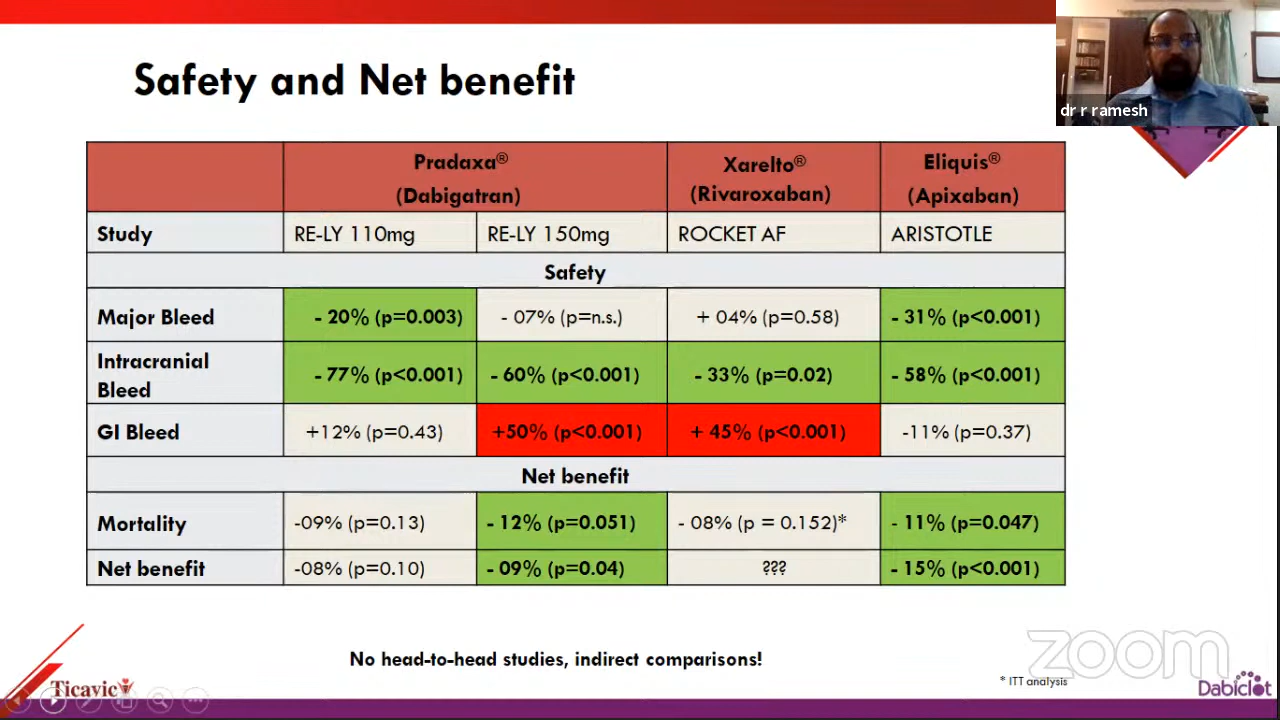 Safety and Net benefit
dr r ramesh
Pradaxa®
(Dabigatran)
Xarelto®
(Rivaroxaban)
Eliquis®
(Apixaban)
Study
RE-LY 110mg
RE-LY 150mg
ROCKET AF
ARISTOTLE
Safety
Major Bleed
- 20% (p=0.003)
- 07% (p=n.s.)
+ 04% (p=0.58)
- 31% (p<0.001)
Intracranial
Bleed
- 77% (p<0.001)
- 60% (p<0.001)
- 33% (p=0.02)
- 58% (p<0.001)
GI Bleed
+12% (p=0.43)
+50% (p<0.001)
+ 45% (p<0.001)
-11% (p=0.37)
Net benefit
Mortality
-09% (p=0.13)
- 12% (p=0.051)
- 08% (p = 0.152)*
- 11% (p=0.047)
Net benefit
-08% (p=0.10)
- 09% (p=0.04)
???
- 15% (p<0.001)
No head-to-head studies, indirect comparisons!
zoom
* ITT analysis
Ticavic
Dabiclot